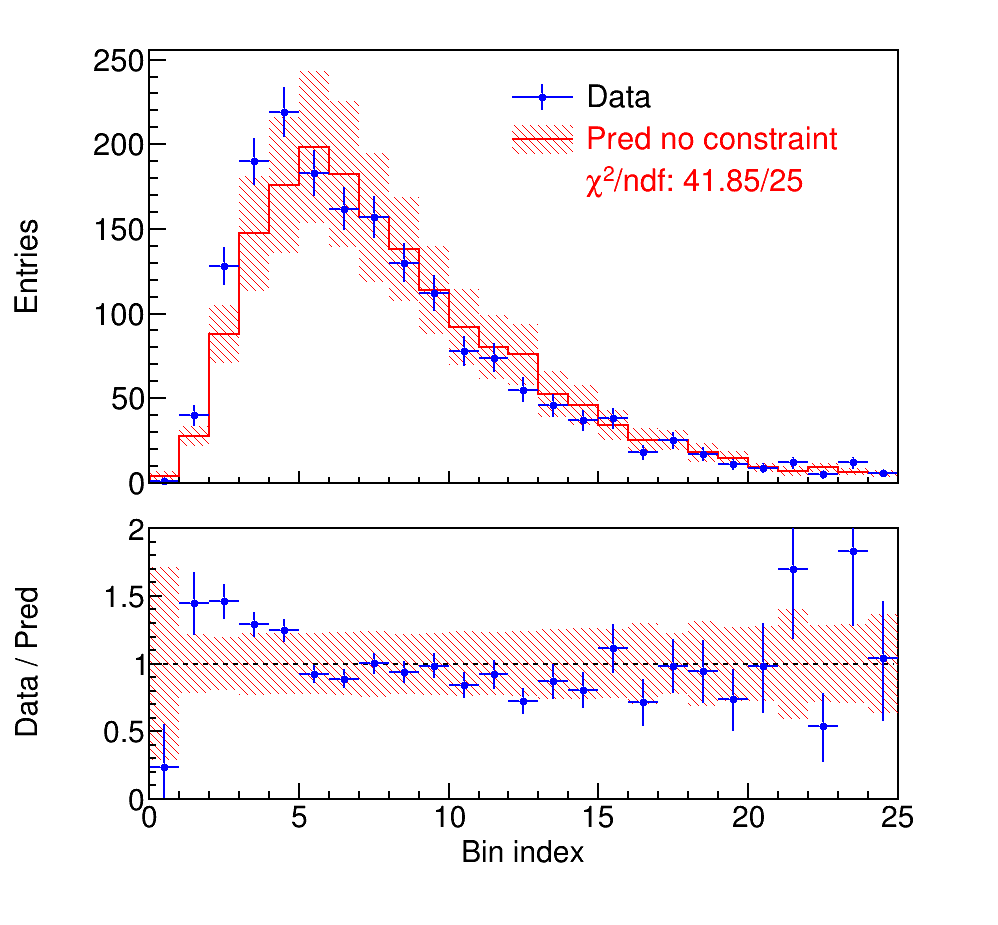 250
200
150
100
50
0
Entries
Data
Pred no constraint
χ²/ndf: 41.85/25
2
1.5
1
0.5
0
Data / Pred
0 5 10 15 20 25
Bin index